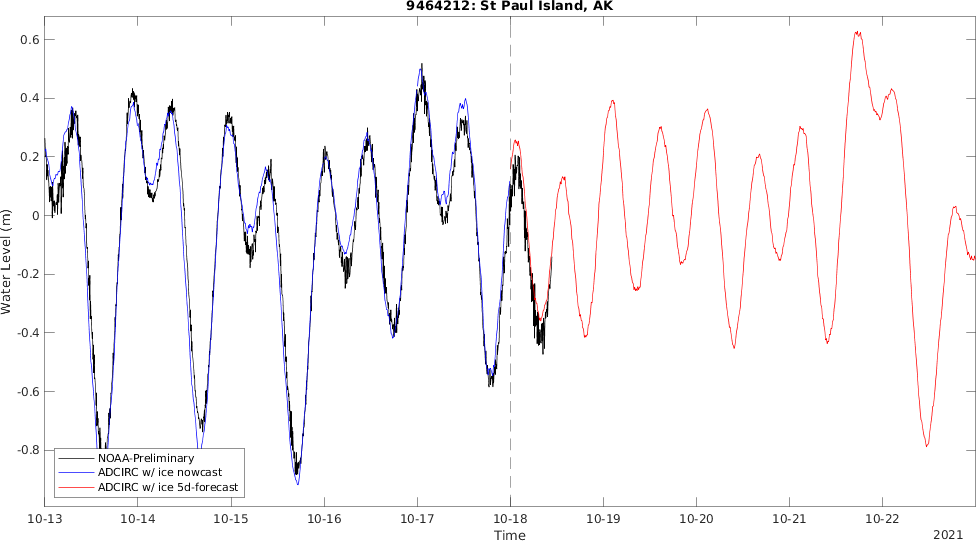 9464212: St Paul Island, AK
Water Level (m)
0.6
0.4
0.2
0
-0.2
-0.4
-0.6
-0.8
NOAA-Preliminary
ADCIRC w/ ice nowcast
ADCIRC w/ ice 5d-forecast
10-13 10-14 10-15 10-16 10-17 10-18 10-19 10-20 10-21 10-22
Time
2021